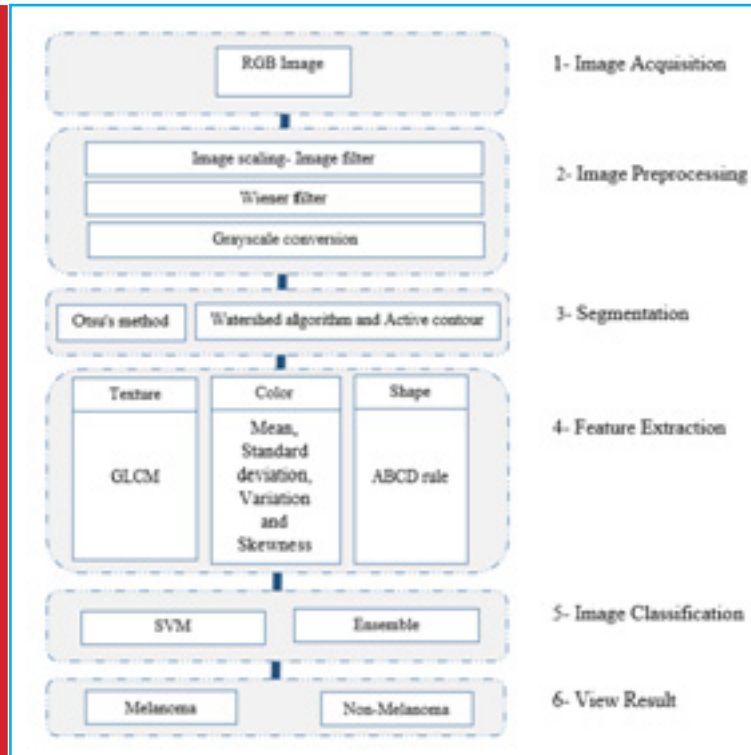 RGB Image
1- Image Acquisition
Image scaling- Image filter
Wiener filter
Grayscale conversion
2- Image Preprocessing
Otsu's method
Watershed algorithm and Active contour
3- Segmentation
Texture
GLCM
Color
Mean,
Standard
deviation,
Variation
and
Skewness
Shape
ABCD rule
4- Feature Extraction
SVM
Ensemble
5- Image Classification
Melanoma
Non-Melanoma
6- View Result